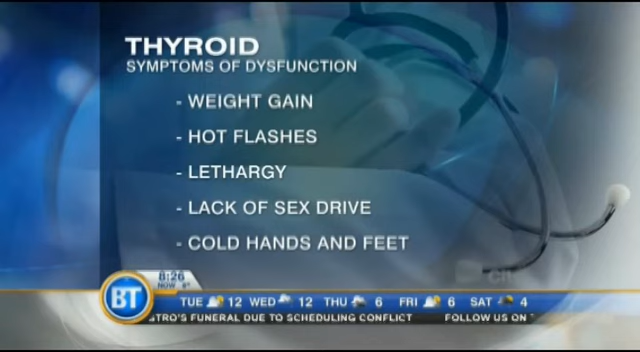 THYROID
SYMPTOMS OF DYSFUNCTION
- WEIGHT GAIN
- HOT FLASHES
- LETHARGY
- LACK OF SEX DRIVE
- COLD HANDS AND FEET
8:26
NOW
BT
TUE 12 WED 12 THU 6 FRI 6 SAT 4
STRO'S FUNERAL DUE TO SCHEDULING CONFLICT FOLLOW US ON